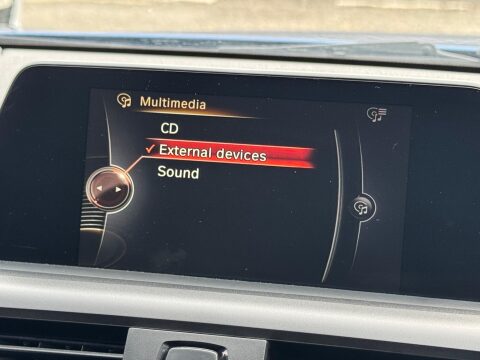 Multimedia
CD
External devices
Sound